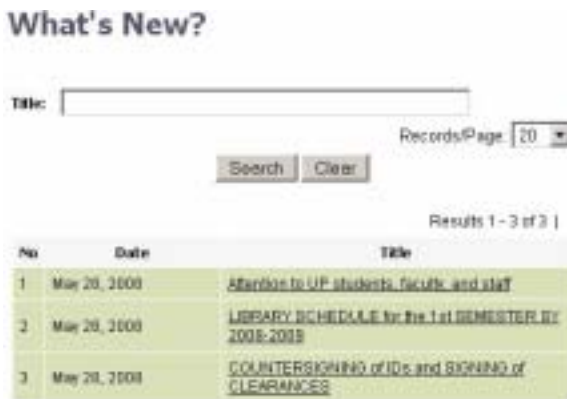 What's New?
Title:
Records/Page 20
Search Clear
Results 1 - 3 of 3 |
No Date Title
1 May 28, 2008 Attention to UP students, faculty, and staff
2 May 28, 2008 LIBRARY SCHEDULE for the 1st SEMESTER SY
2008-2009
3 May 28, 2008 COUNTERSIGNING of IDs and SIGNING of
CLEARANCES